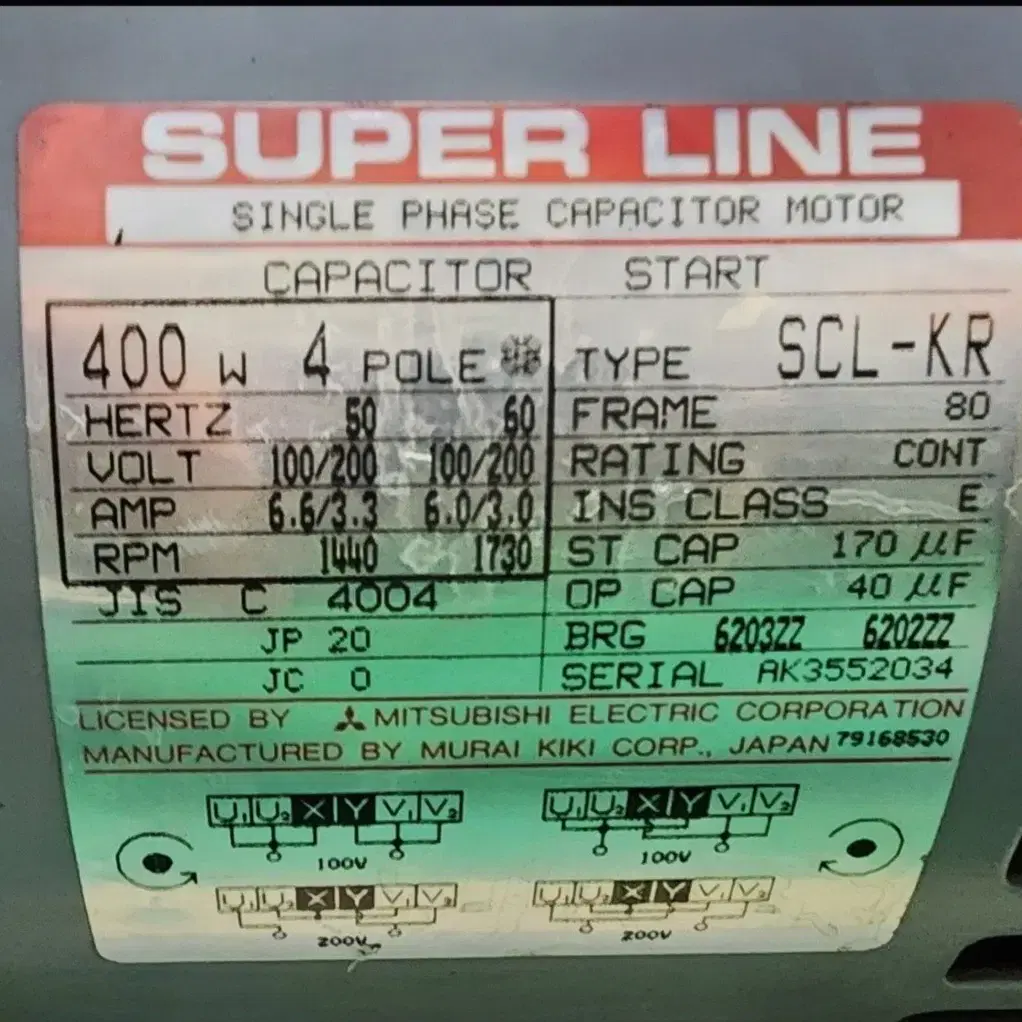 SUPER LINE
SINGLE PHASE CAPACITOR MOTOR
CAPACITOR START
400 W 4 POLE
HERTZ 50 60
VOLT 100/200 100/200
AMP 6.6/3.3 6.0/3.0
RPM 1440 1730
JIS C 4004
JP 20
JC 0
TYPE SCL-KR
FRAME 80
RATING CONT
INS CLASS E
ST CAP 170 μF
OP CAP 40 μF
BRG 6203ZZ 6202ZZ
SERIAL AK3552034
LICENSED BY MITSUBISHI ELECTRIC CORPORATION
MANUFACTURED BY MURAI KIKI CORP., JAPAN 79168530
U₁ U₂ X Y V₁ V₂
100V
U₁ U₂ X Y V₁ V₂
100V
U₁ U₂ X Y V₁ V₂
200V
U₁ U₂ X Y V₁ V₂
200V